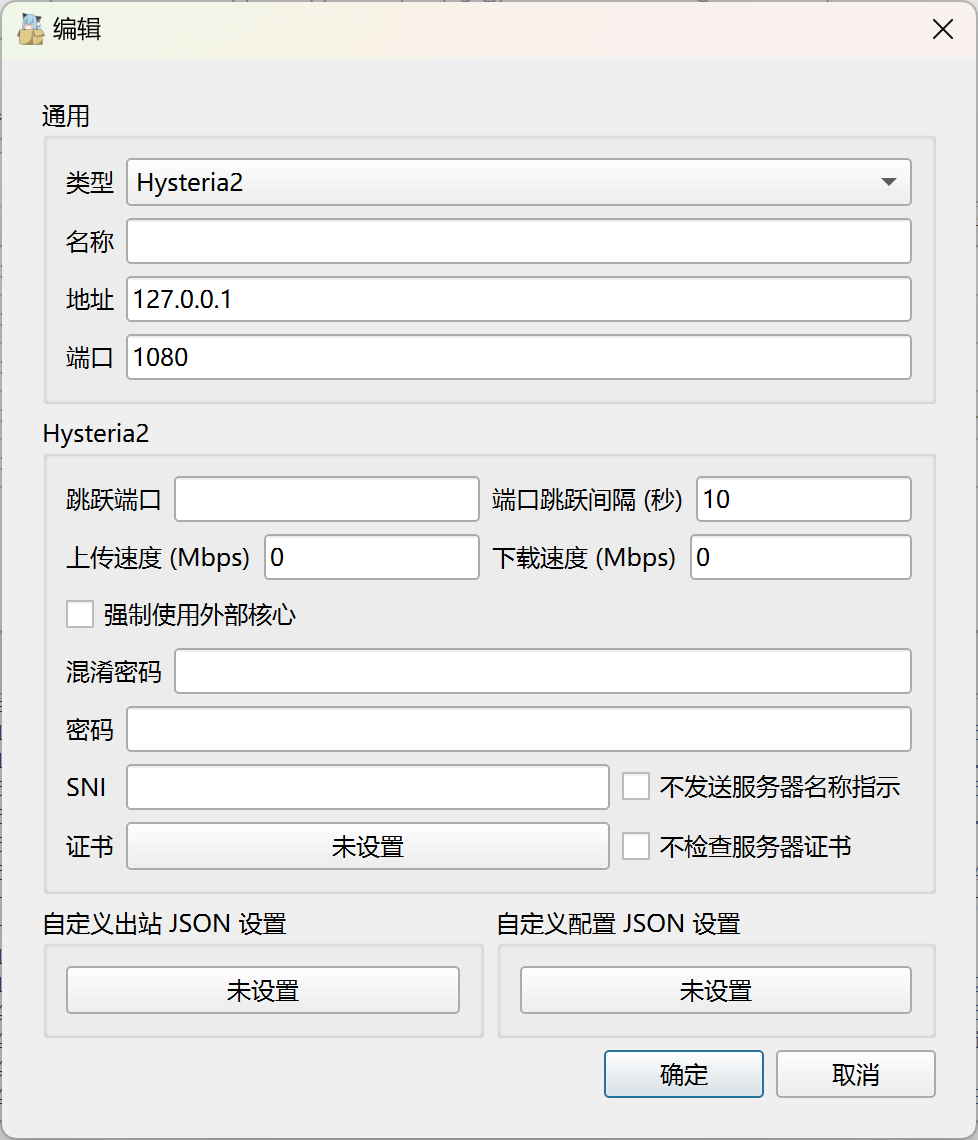 编辑
通用
类型 Hysteria2
名称
地址 127.0.0.1
端口 1080
Hysteria2
跳跃端口 端口跳跃间隔 (秒) 10
上传速度 (Mbps) 0 下载速度 (Mbps) 0
强制使用外部核心
混淆密码
密码
SNI 不发送服务器名称指示
证书 未设置 不检查服务器证书
自定义出站 JSON 设置 自定义配置 JSON 设置
未设置 未设置
确定 取消